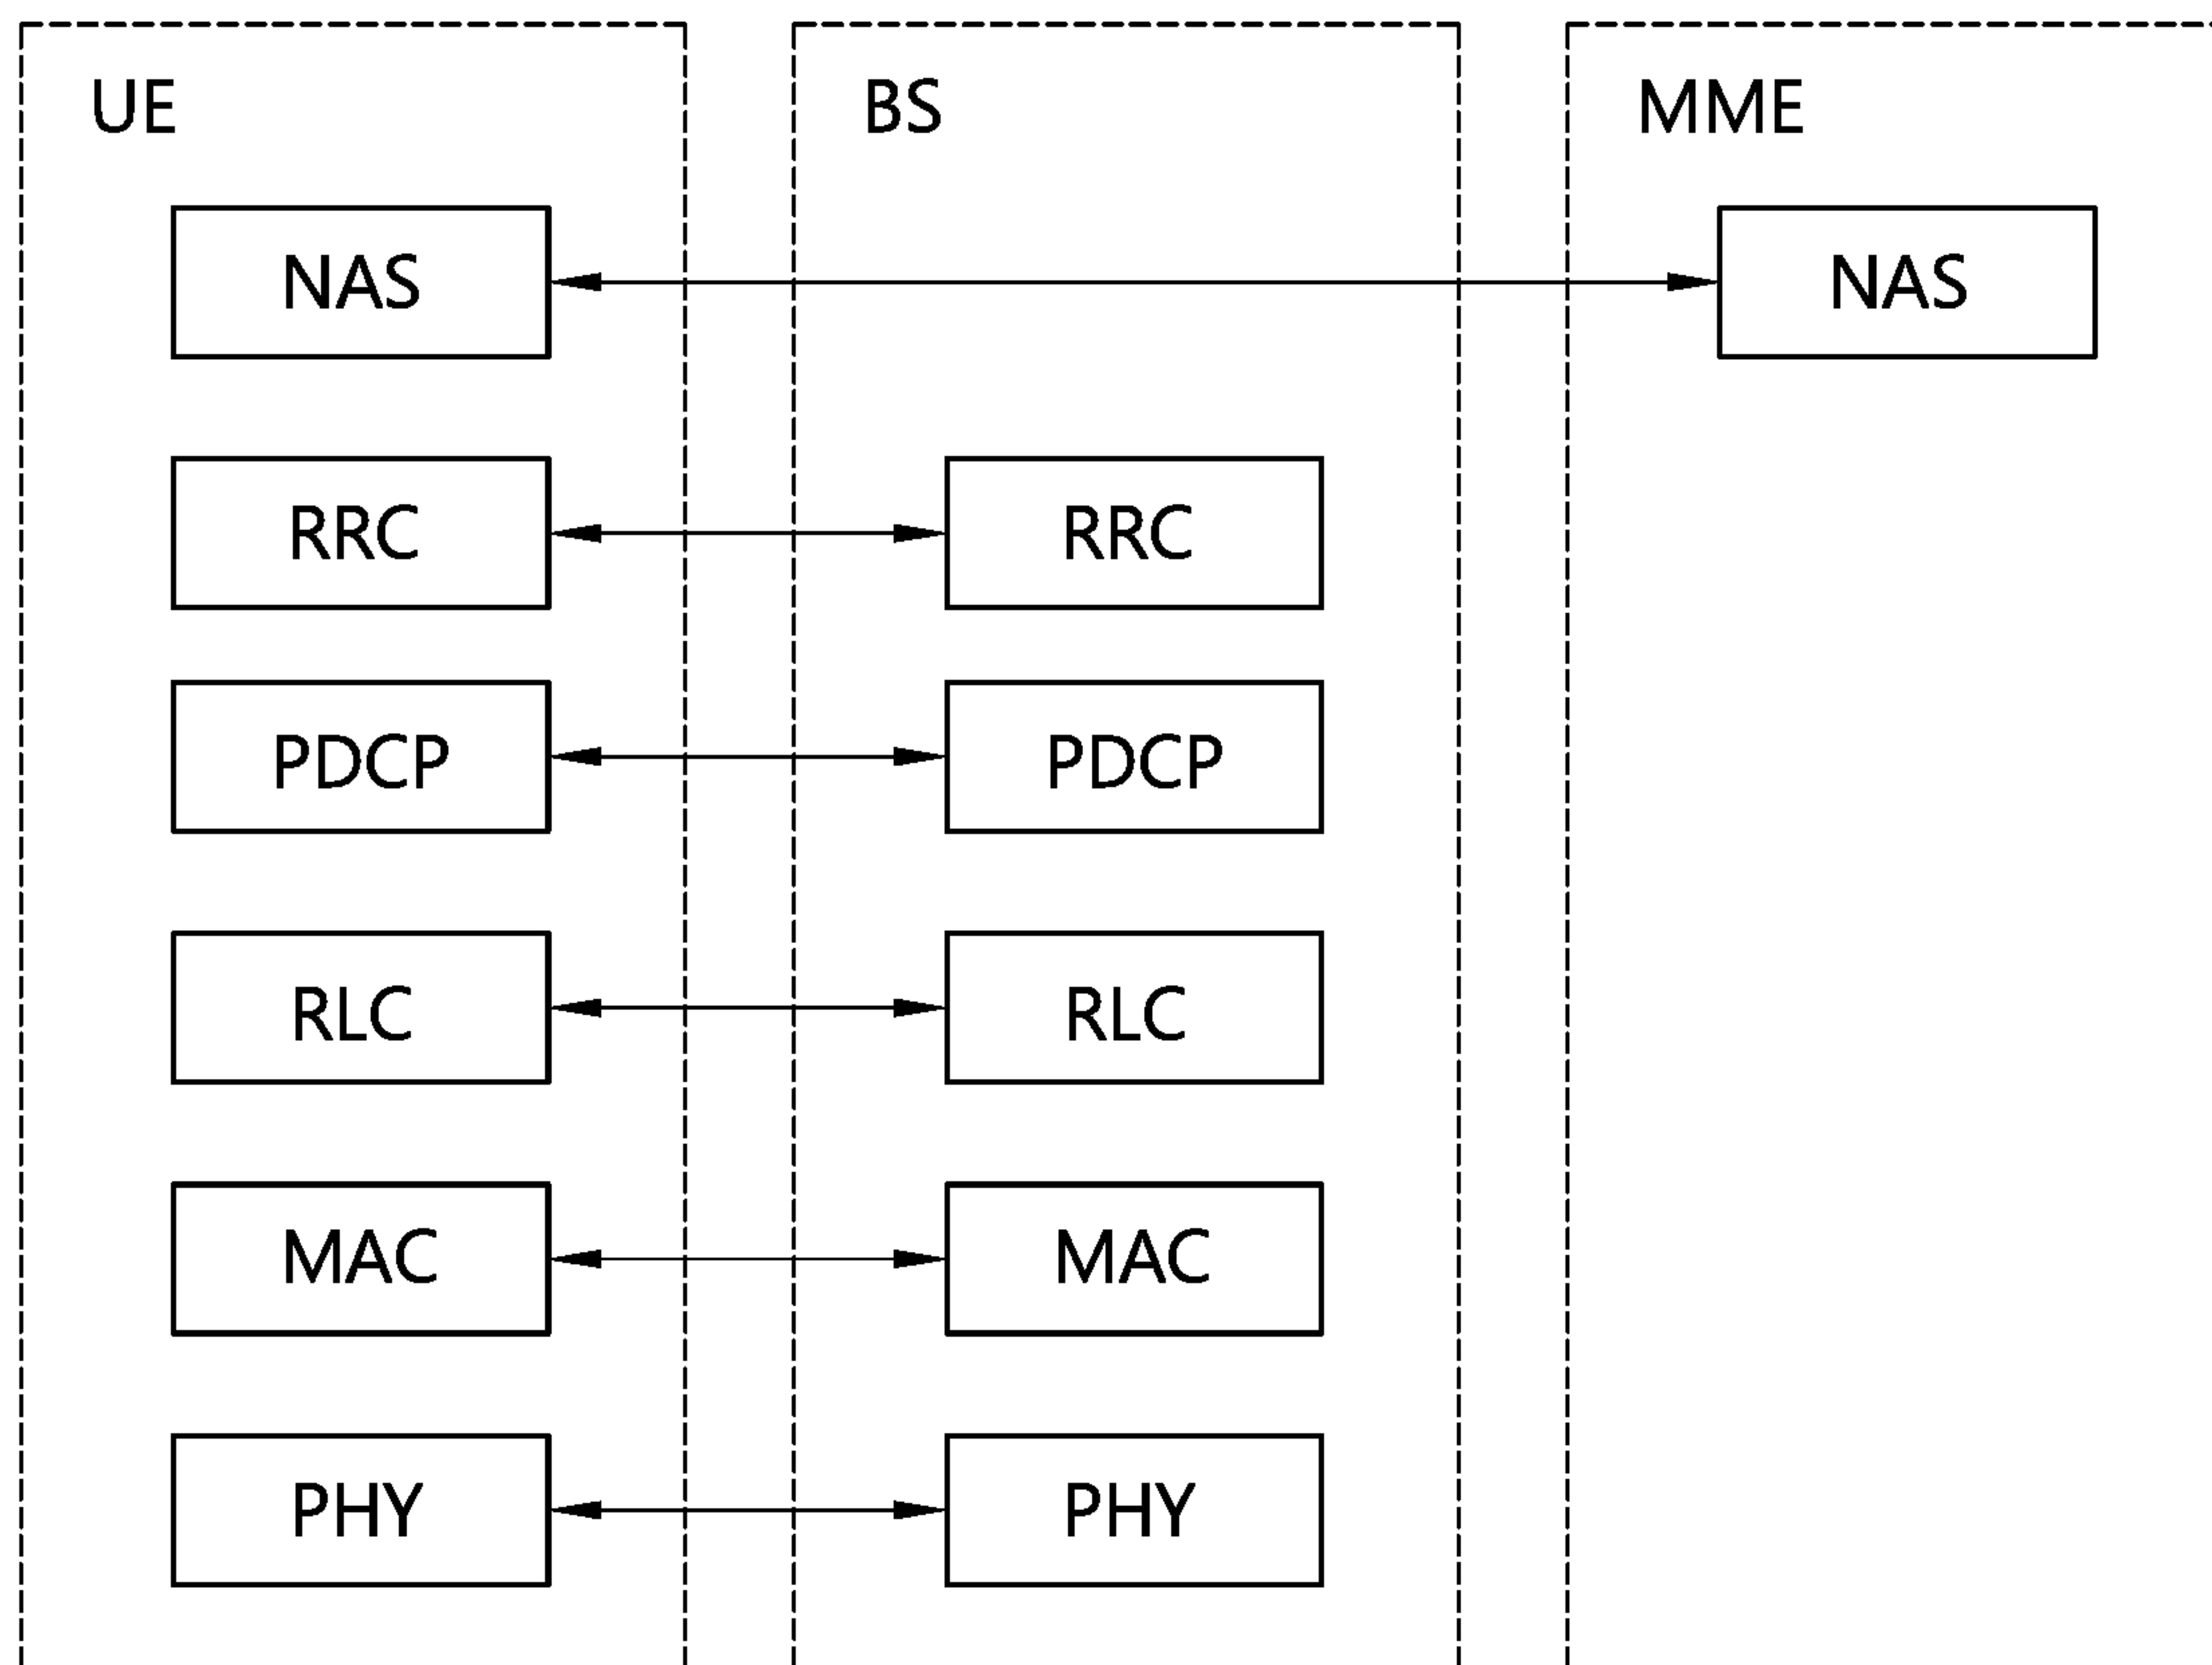 UE BS MME
NAS NAS
RRC RRC
PDCP PDCP
RLC RLC
MAC MAC
PHY PHY